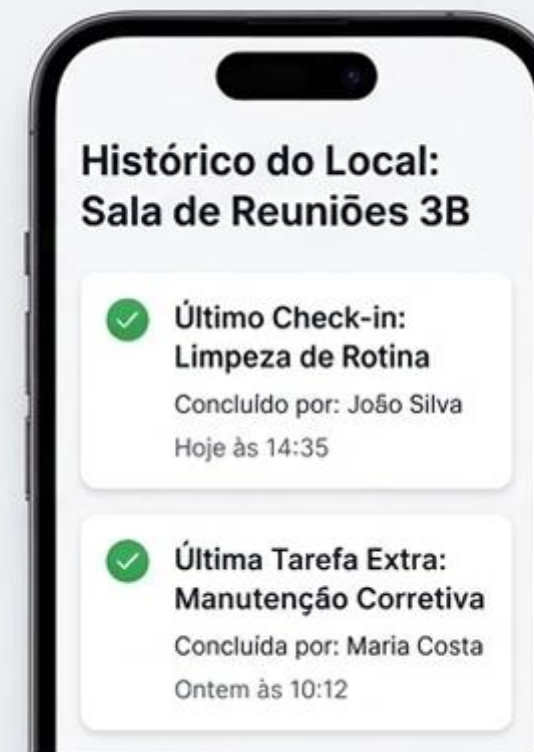 Histórico do Local:
Sala de Reuniões 3B
Último Check-in:
Limpeza de Rotina
Concluído por: João Silva
Hoje às 14:35
Última Tarefa Extra:
Manutenção Corretiva
Concluída por: Maria Costa
Ontem às 10:12